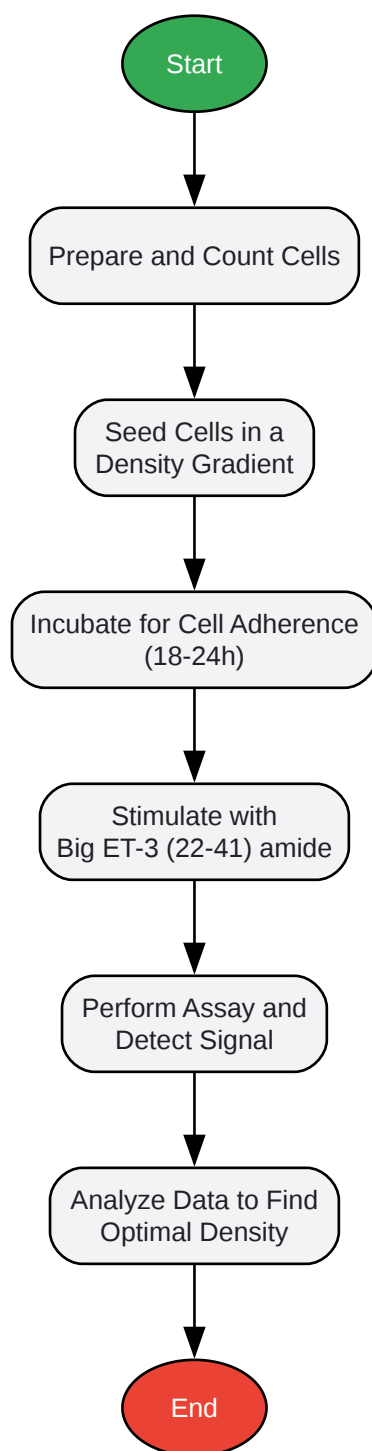 Start
Prepare and Count Cells
Seed Cells in a
Density Gradient
Incubate for Cell Adherence
(18-24h)
Stimulate with
Big ET-3 (22-41) amide
Perform Assay and
Detect Signal
Analyze Data to Find
Optimal Density
End